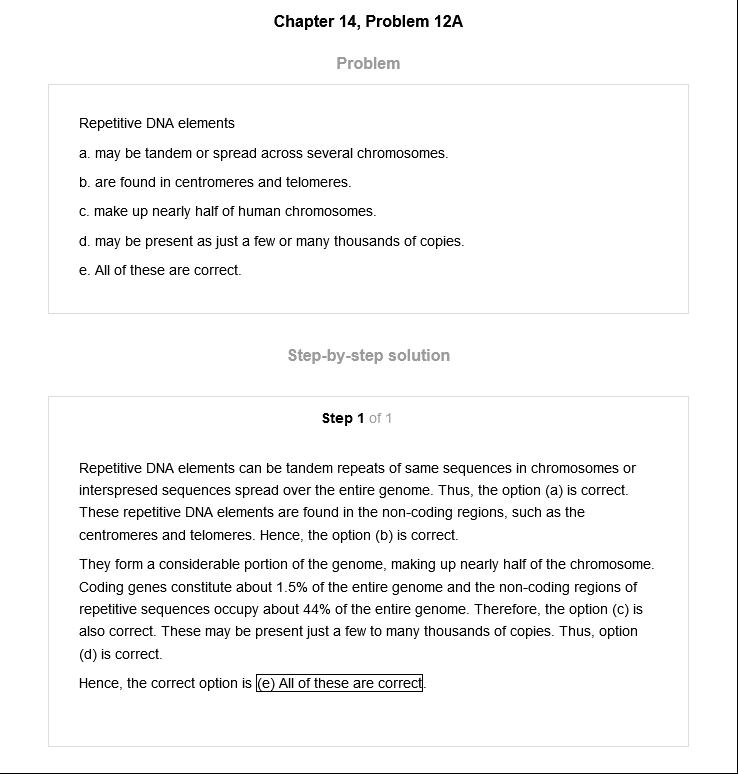 Chapter 14, Problem 12A
Problem
Repetitive DNA elements
a. may be tandem or spread across several chromosomes.
b. are found in centromeres and telomeres.
c. make up nearly half of human chromosomes.
d. may be present as just a few or many thousands of copies.
e. All of these are correct.
Step-by-step solution
Step 1 of 1
Repetitive DNA elements can be tandem repeats of same sequences in chromosomes or
interspresed sequences spread over the entire genome. Thus, the option (a) is correct.
These repetitive DNA elements are found in the non-coding regions, such as the
centromeres and telomeres. Hence, the option (b) is correct.
They form a considerable portion of the genome, making up nearly half of the chromosome.
Coding genes constitute about 1.5% of the entire genome and the non-coding regions of
repetitive sequences occupy about 44% of the entire genome. Therefore, the option (c) is
also correct. These may be present just a few to many thousands of copies. Thus, option
(d) is correct.
Hence, the correct option is (e) All of these are correct.